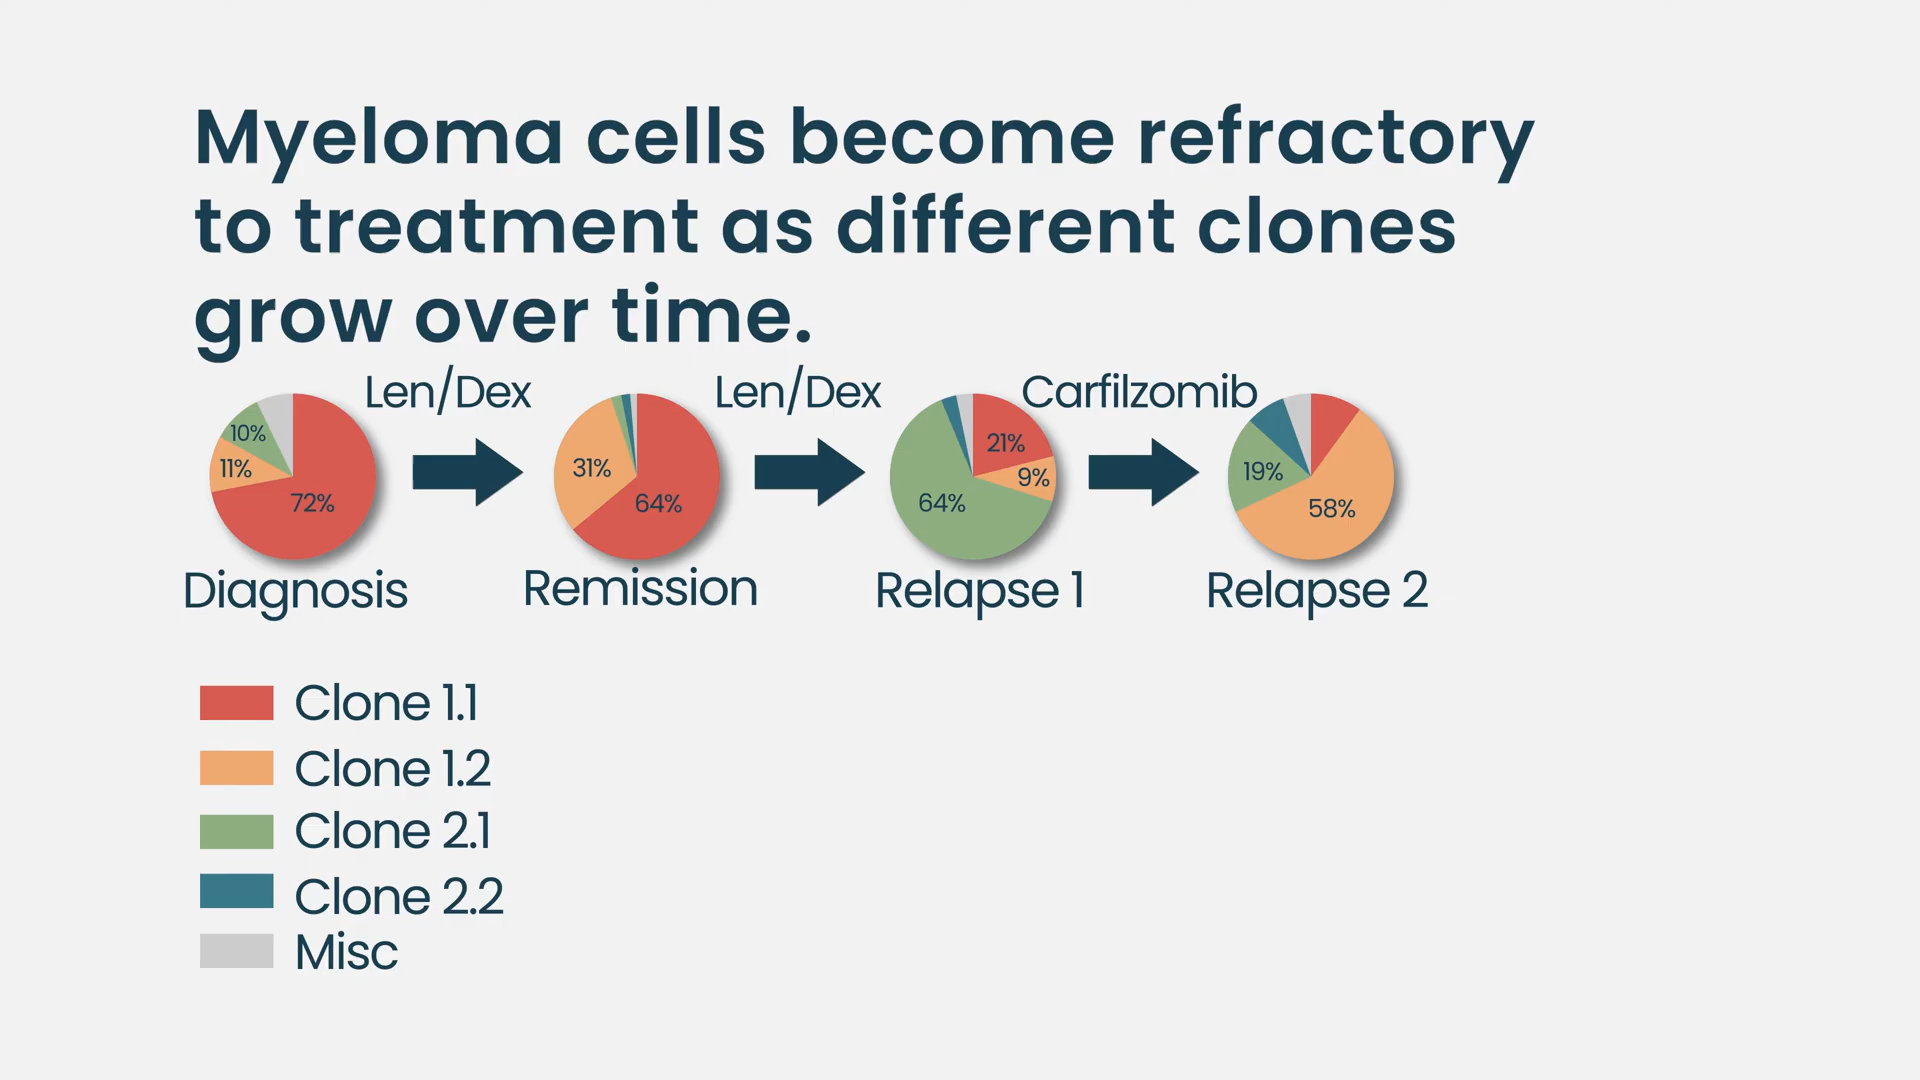 Myeloma cells become refractory
to treatment as different clones
grow over time.
Len/Dex
Len/Dex
Carfilzomib
10%
11%
72%
31%
64%
21%
9%
64%
19%
58%
Diagnosis
Remission
Relapse 1
Relapse 2
Clone 1.1
Clone 1.2
Clone 2.1
Clone 2.2
Misc